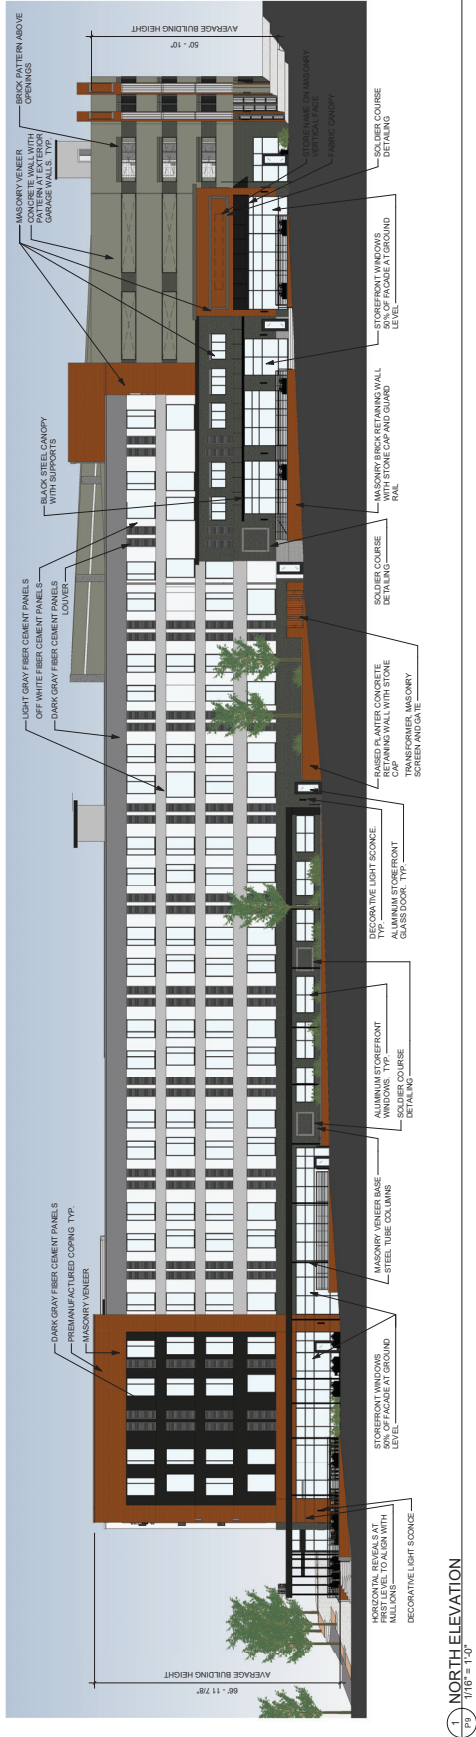 AVERAGE BUILDING HEIGHT
66' - 11 7/8"
DARK GRAY FIBER CEMENT PANELS
PREMANUFACTURED COPING TYP.
MASONRY VENEER
LIGHT GRAY FIBER CEMENT PANELS
OFF WHITE FIBER CEMENT PANELS
DARK GRAY FIBER CEMENT PANELS
LOUVER
BLACK STEEL CANOPY
WITH SUPPORTS
MASONRY VENEER
CONCRETE WALL WITH
PATTERN AT EXTERIOR
GARAGE WALLS. TYP.
BRICK PATTERN ABOVE
OPENINGS
AVERAGE BUILDING HEIGHT
50' - 10"
HORIZONTAL REVEALS AT
FIRST LEVEL TO ALIGN WITH
MULLIONS
DECORATIVE LIGHT SCONCE
STOREFRONT WINDOWS
50% OF FACADE AT GROUND
LEVEL
MASONRY VENEER BASE
STEEL TUBE COLUMNS
ALUMINUM STOREFRONT
WINDOWS. TYP.
SOLDIER COURSE
DETAILING
DECORATIVE LIGHT SCONCE.
TYP.
ALUMINUM STOREFRONT
GLASS DOOR. TYP.
RAISED PLANTER CONCRETE
RETAINING WALL WITH STONE
CAP
TRANSFORMER, MASONRY
SCREEN AND GATE
SOLDIER COURSE
DETAILING
MASONRY BRICK RETAINING WALL
WITH STONE CAP AND GUARD
RAIL
STOREFRONT WINDOWS
50% OF FACADE AT GROUND
LEVEL
STORE NAME ON MASONRY
VERTICAL FACE
FABRIC CANOPY
SOLDIER COURSE
DETAILING
1
P9
NORTH ELEVATION
1/16" = 1'-0"